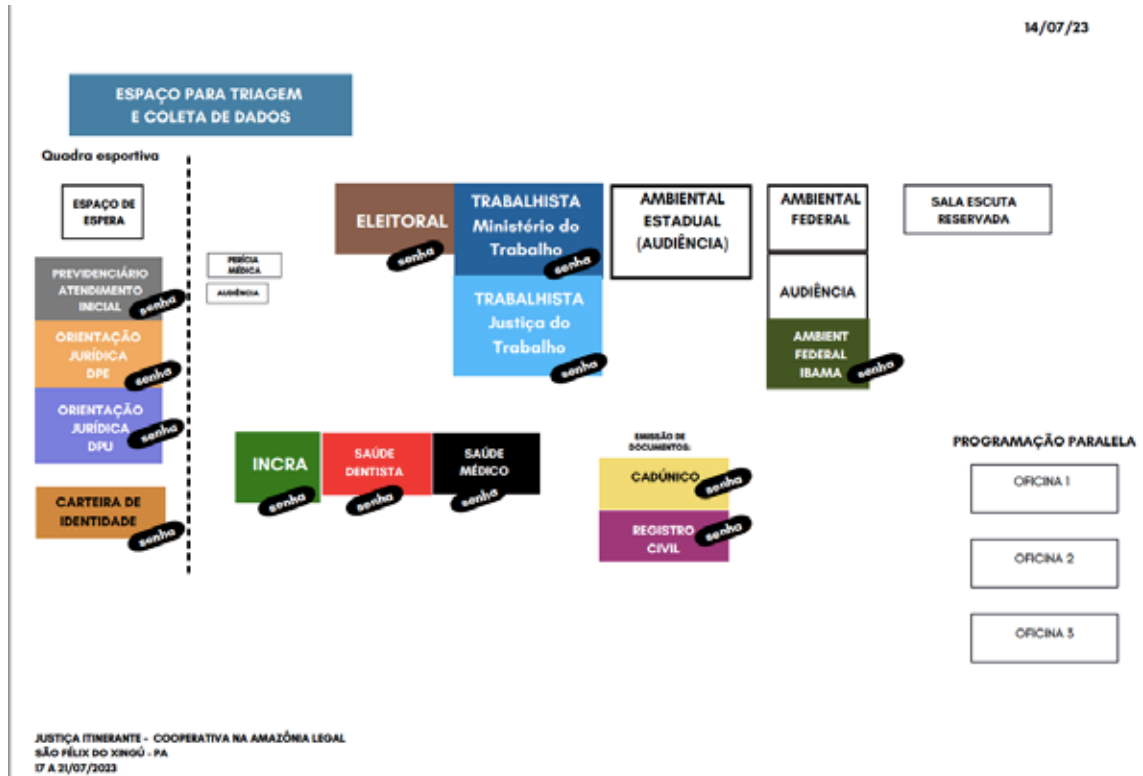 14/07/23
ESPAÇO PARA TRIAGEM
E COLETA DE DADOS
Quadra esportiva
ESPAÇO DE
ESPERA
PREVIDENCIÁRIO
ATENDIMENTO
INICIAL
senha
ORIENTAÇÃO
JURÍDICA
DPE
senha
ORIENTAÇÃO
JURÍDICA
DPU
senha
CARTEIRA DE
IDENTIDADE
senha
PERÍCIA
MÉDICA
AUDIÊNCIA
ELEITORAL
senha
TRABALHISTA
Ministério do
Trabalho
senha
TRABALHISTA
Justiça do
Trabalho
senha
AMBIENTAL
ESTADUAL
(AUDIÊNCIA)
AMBIENTAL
FEDERAL
AUDIÊNCIA
AMBIENT
FEDERAL
IBAMA
senha
SALA ESCUTA
RESERVADA
INCRA
senha
SAÚDE
DENTISTA
senha
SAÚDE
MÉDICO
senha
EMISSÃO DE
DOCUMENTOS:
CADÚNICO
senha
REGISTRO
CIVIL
senha
PROGRAMAÇÃO PARALELA
OFICINA 1
OFICINA 2
OFICINA 3
JUSTIÇA ITINERANTE - COOPERATIVA NA AMAZÔNIA LEGAL
SÃO FÉLIX DO XINGÚ - PA
17 A 21/07/2023